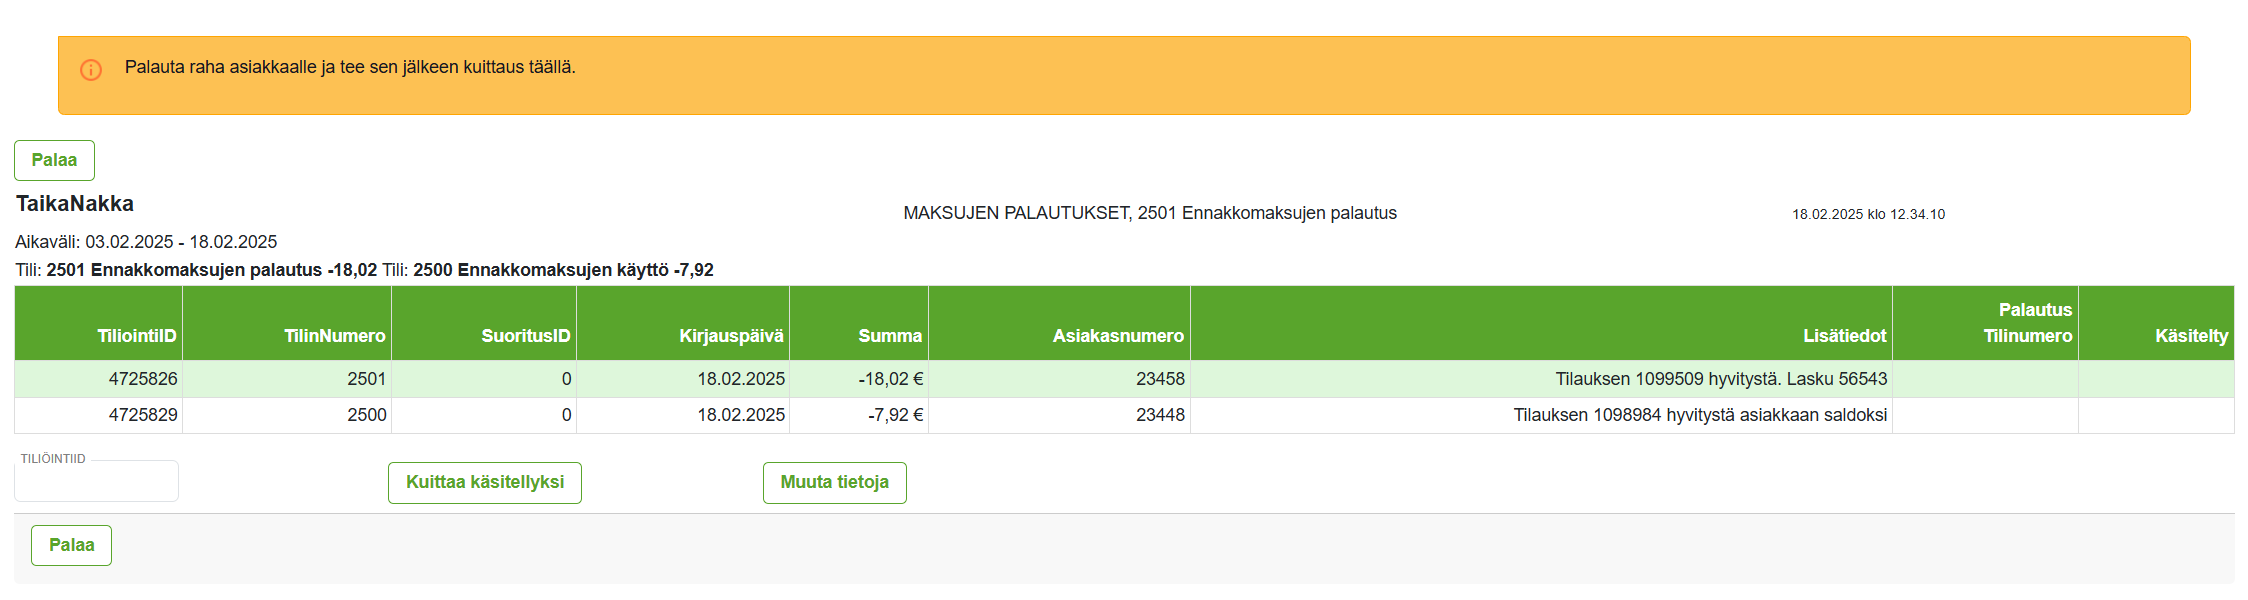 Palauta raha asiakkaalle ja tee sen jälkeen kuittaus täällä.
Palaa
TaikaNakka
MAKSUJEN PALAUTUKSET, 2501 Ennakkomaksujen palautus
18.02.2025 klo 12.34.10
Aikaväli: 03.02.2025 - 18.02.2025
Tili: 2501 Ennakkomaksujen palautus -18,02 Tili: 2500 Ennakkomaksujen käyttö -7,92
TiliointiID TilinNumero SuoritusID Kirjauspäivä Summa Asiakasnumero Lisätiedot Palautus Tilinumero Käsitelty
4725826 2501 0 18.02.2025 -18,02 € 23458 Tilauksen 1099509 hyvitystä. Lasku 56543
4725829 2500 0 18.02.2025 -7,92 € 23448 Tilauksen 1098984 hyvitystä asiakkaan saldoksi
TILIÖINTIID
Kuittaa käsitellyksi
Muuta tietoja
Palaa